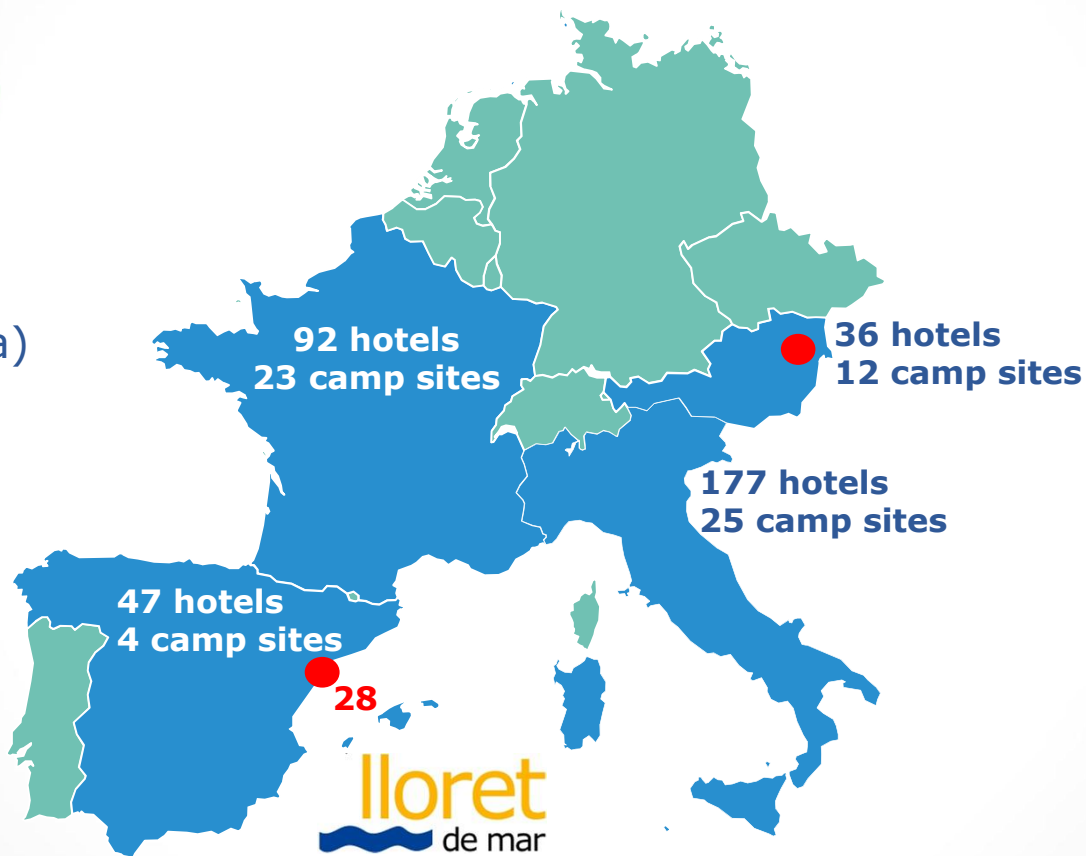 a)
92 hotels
23 camp sites
36 hotels
12 camp sites
177 hotels
25 camp sites
47 hotels
4 camp sites
28
lloret
de mar